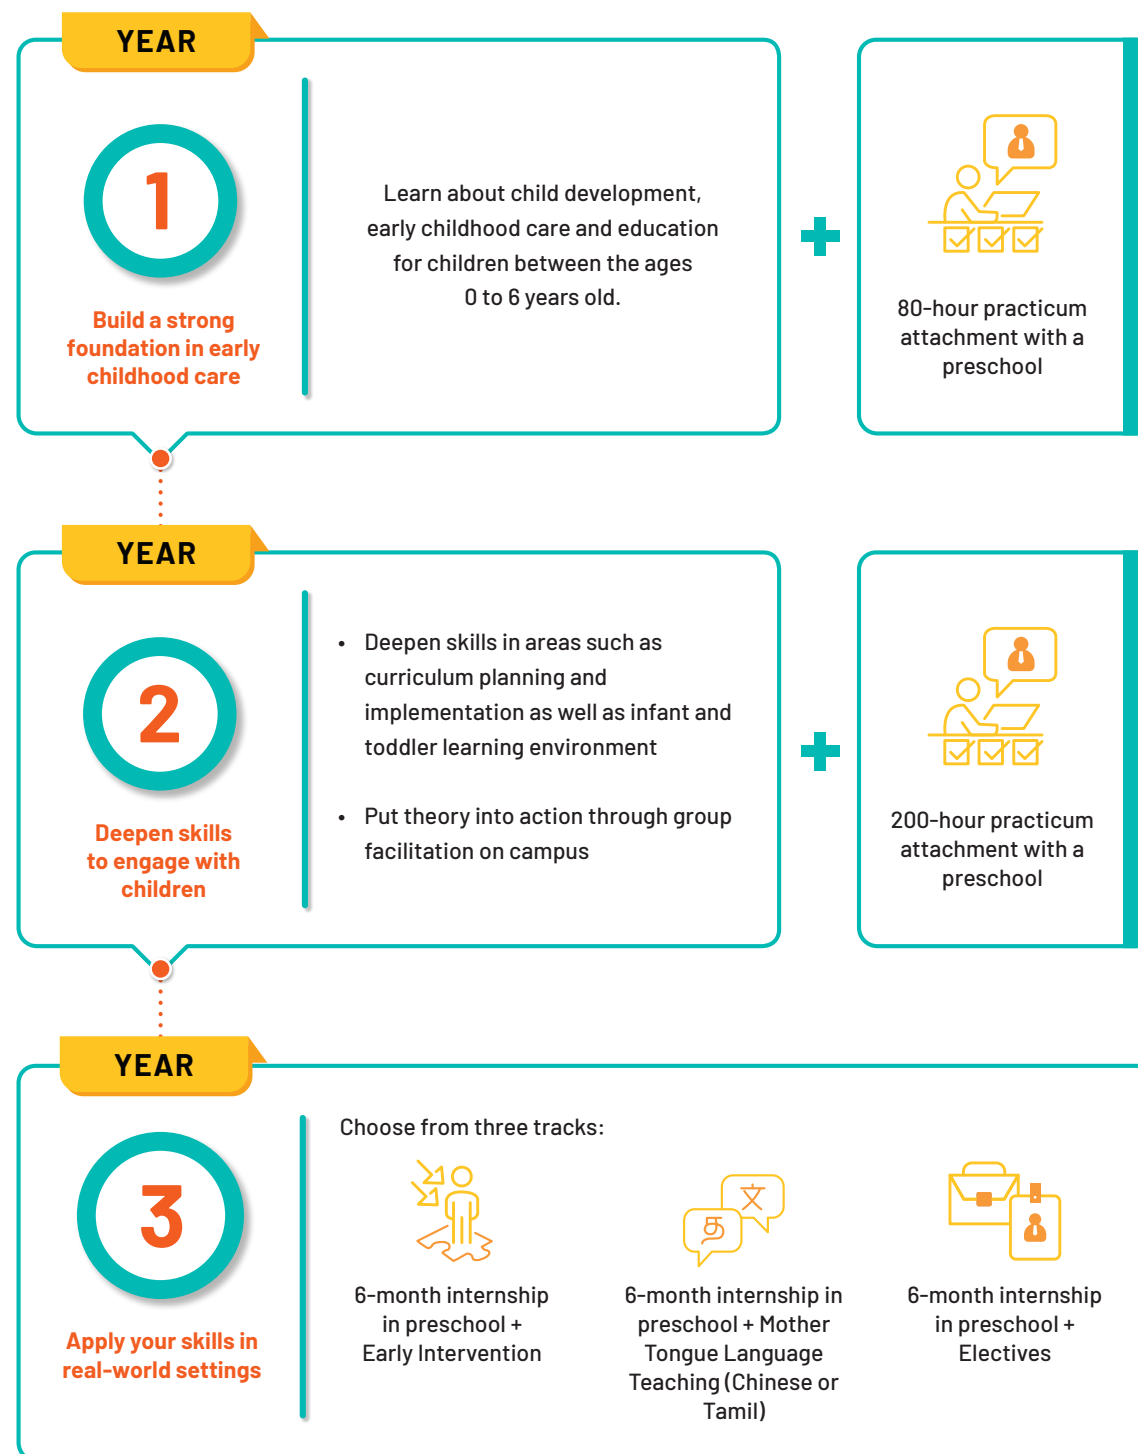 YEAR
1
Build a strong
foundation in early
childhood care
Learn about child development,
early childhood care and education
for children between the ages
0 to 6 years old.
80-hour practicum
attachment with a
preschool
YEAR
2
Deepen skills
to engage with
children
• Deepen skills in areas such as
curriculum planning and
implementation as well as infant and
toddler learning environment
• Put theory into action through group
facilitation on campus
200-hour practicum
attachment with a
preschool
YEAR
3
Apply your skills in
real-world settings
Choose from three tracks:
6-month internship
in preschool +
Early Intervention
文
த
6-month internship in
preschool + Mother
Tongue Language
Teaching (Chinese or
Tamil)
6-month internship
in preschool +
Electives